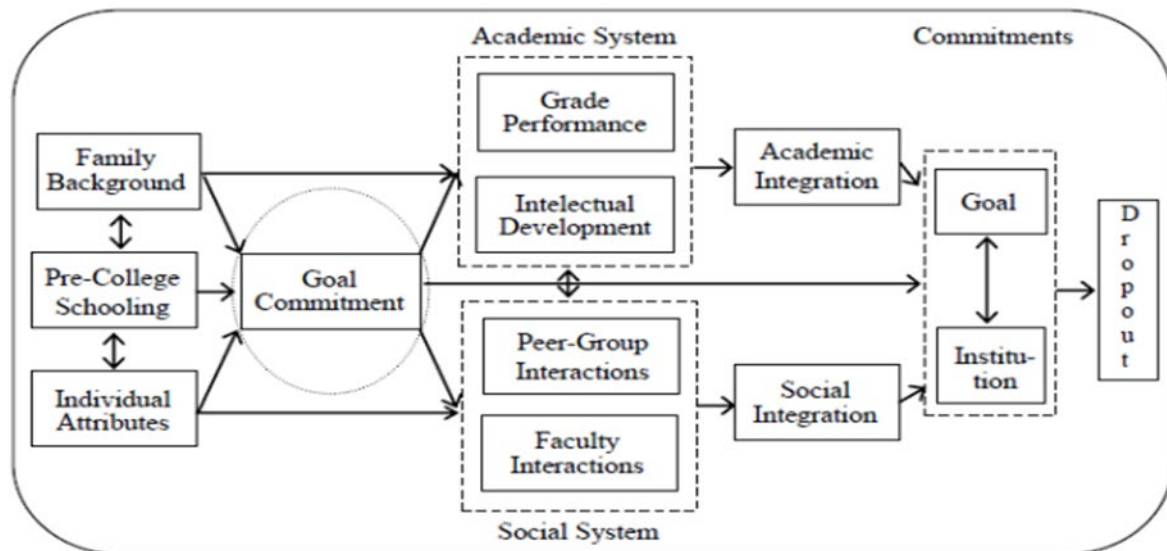 Academic System
Commitments
Grade
Performance
Family
Background
Academic
Integration
Intelectual
Development
Goal
Pre-College
Schooling
Goal
Commitment
Peer-Group
Interactions
Institu-
tion
Individual
Attributes
Social
Integration
Faculty
Interactions
Social System
Dropout